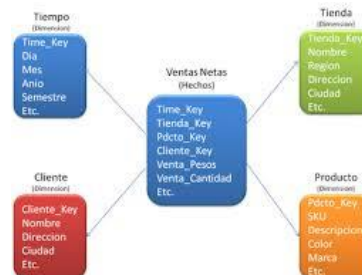 Tiempo
(Dimension)
Time_Key
Dia
Mes
Anio
Semestre
Etc.
Tienda
(Dimension)
Tienda_Key
Nombre
Region
Direccion
Ciudad
Etc.
Ventas Netas
(Hechos)
Time_Key
Tienda_Key
Pdcto_Key
Cliente_Key
Venta_Pesos
Venta_Cantidad
Etc.
Cliente
(Dimension)
Cliente_Key
Nombre
Direccion
Ciudad
Etc.
Producto
(Dimension)
Pdcto_Key
SKU
Descripcion
Color
Marca
Etc.